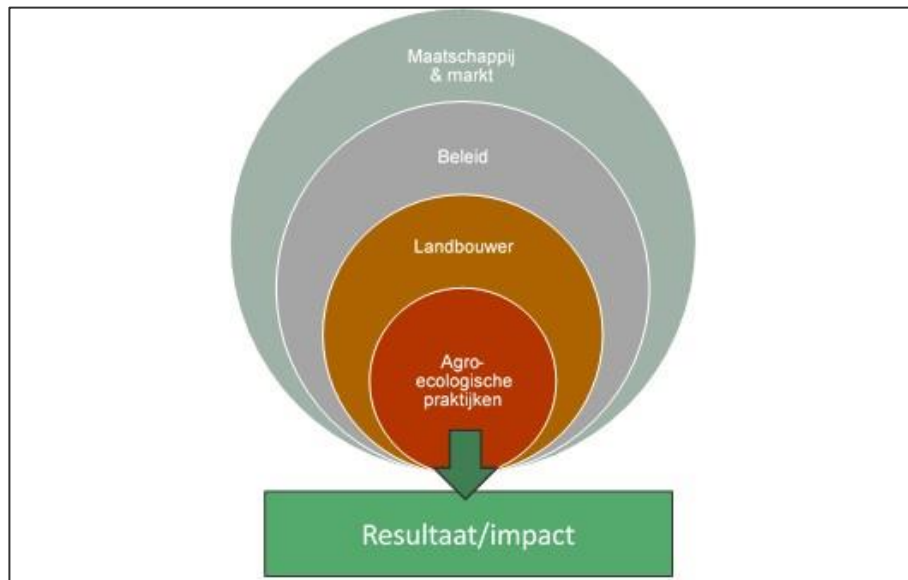 Maatschappij
& markt
Beleid
Landbouwer
Agro-
ecologische
praktijken
Resultaat/impact